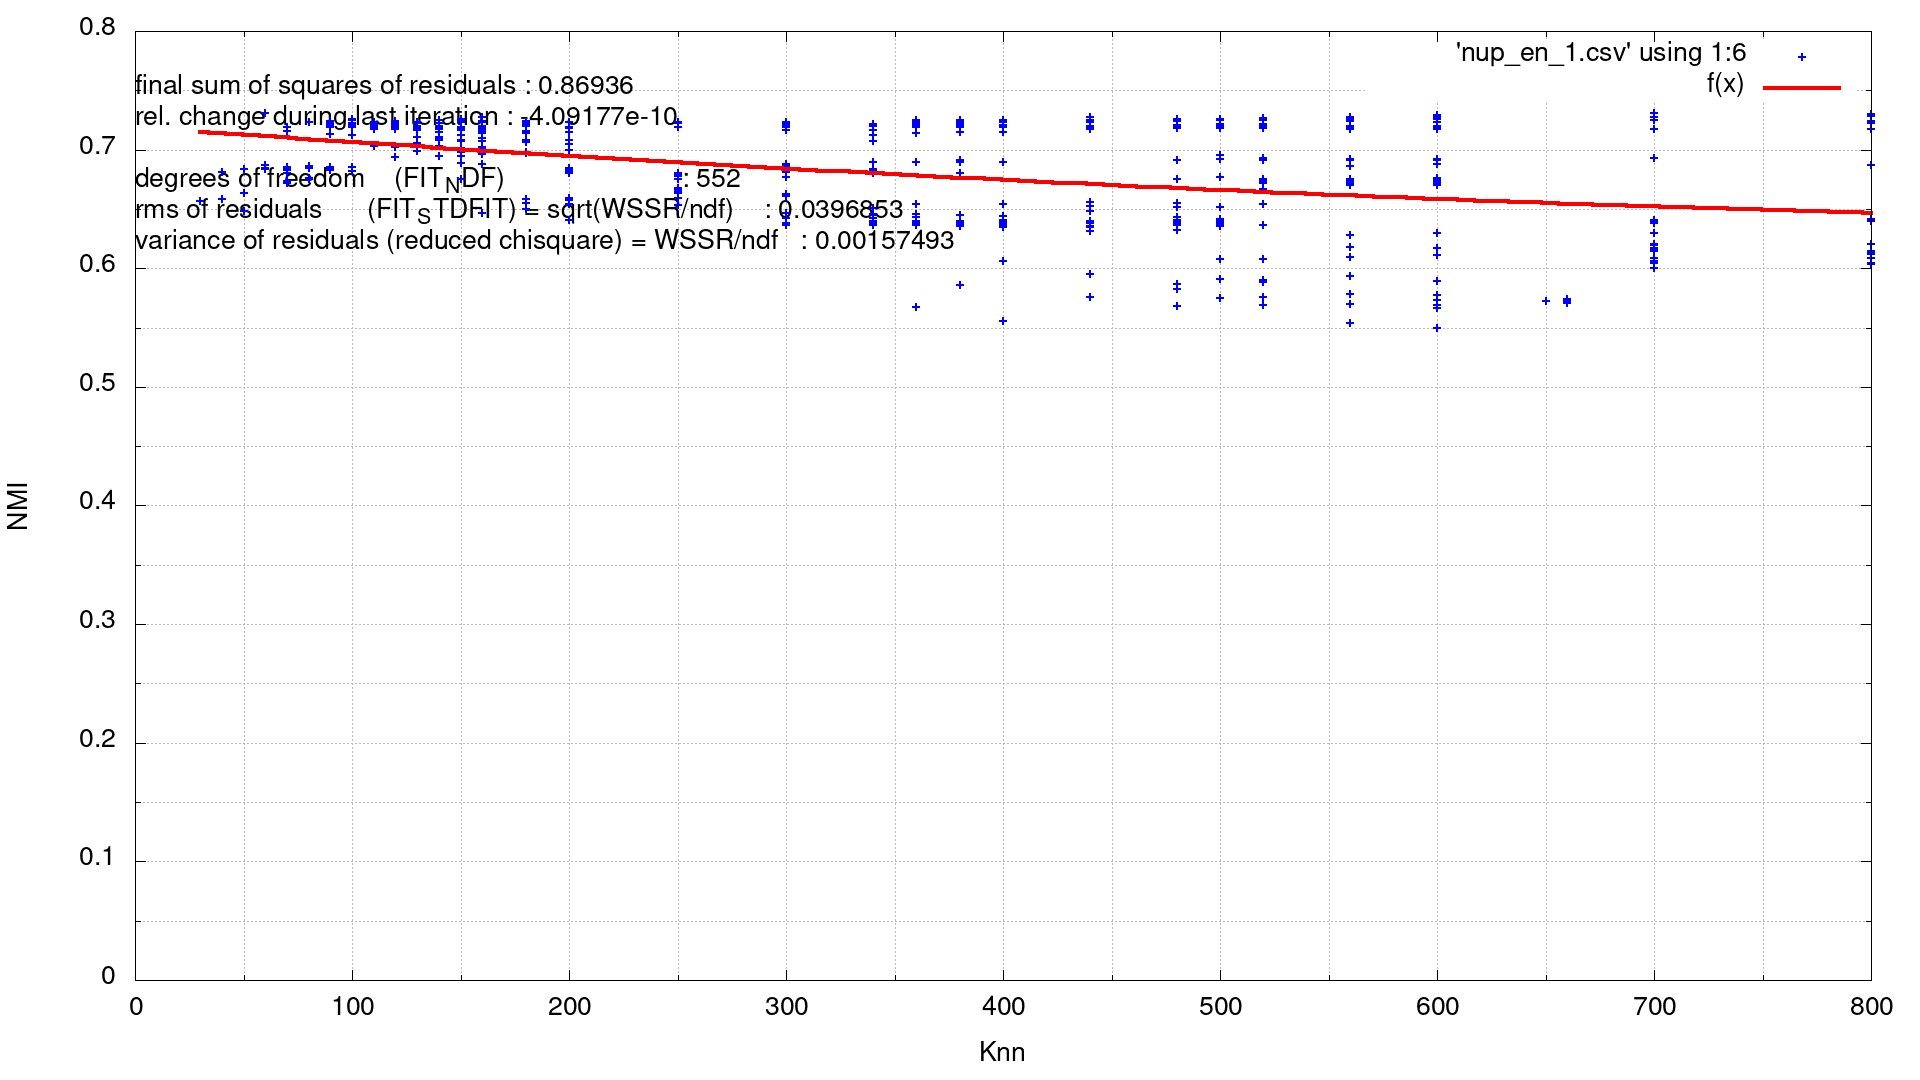 0.8
'nup_en_1.csv' using 1:6
f(x)
final sum of squares of residuals : 0.86936
rel. change during last iteration : -4.09177e-10
0.7
degrees of freedom (FIT_NDF) : 552
rms of residuals (FIT_STDFIT) = sqrt(WSSR/ndf) : 0.0396853
variance of residuals (reduced chisquare) = WSSR/ndf : 0.00157493
0.6
0.5
0.4
NMI
0.3
0.2
0.1
0
0 100 200 300 400 500 600 700 800
Knn